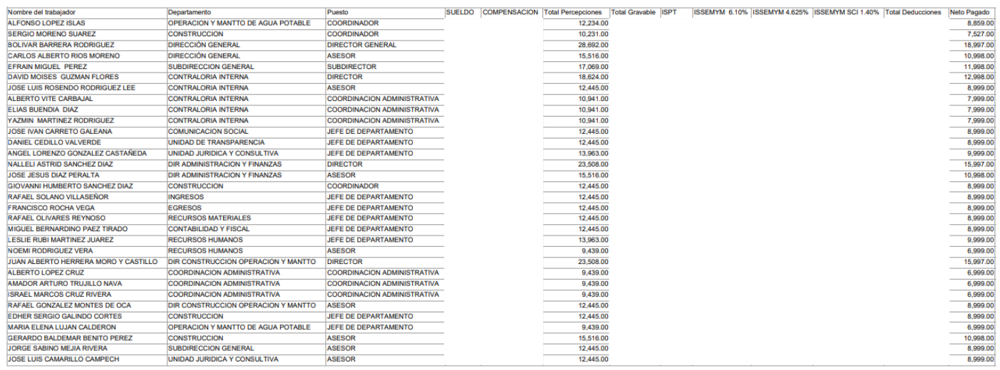 Nombre del trabajador Departamento Puesto SUELDO COMPENSACION Total Percepciones Total Gravable ISPT ISSEMYM 6.10% ISSEMYM 4.625% ISSEMYM SCI 1.40% Total Deducciones Neto Pagado
ALFONSO LOPEZ ISLAS OPERACION Y MANTTO DE AGUA POTABLE COORDINADOR 12,234.00 8,859.00
SERGIO MORENO SUAREZ CONSTRUCCION COORDINADOR 10,231.00 7,527.00
BOLIVAR BARRERA RODRIGUEZ DIRECCIÓN GENERAL DIRECTOR GENERAL 28,692.00 18,997.00
CARLOS ALBERTO RIOS MORENO DIRECCIÓN GENERAL ASESOR 15,516.00 10,998.00
EFRAIN MIGUEL PEREZ SUBDIRECCION GENERAL SUBDIRECTOR 17,069.00 11,998.00
DAVID MOISES GUZMAN FLORES CONTRALORIA INTERNA DIRECTOR 18,624.00 12,998.00
JOSE LUIS ROSENDO RODRIGUEZ LEE CONTRALORIA INTERNA ASESOR 12,445.00 8,999.00
ALBERTO VITE CARBAJAL CONTRALORIA INTERNA COORDINACION ADMINISTRATIVA 10,941.00 7,999.00
ELIAS BUENDIA DIAZ CONTRALORIA INTERNA COORDINACION ADMINISTRATIVA 10,941.00 7,999.00
YAZMIN MARTINEZ RODRIGUEZ CONTRALORIA INTERNA COORDINACION ADMINISTRATIVA 10,941.00 7,999.00
JOSE IVAN CARRETO GALEANA COMUNICACION SOCIAL JEFE DE DEPARTAMENTO 12,445.00 8,999.00
DANIEL CEDILLO VALVERDE UNIDAD DE TRANSPARENCIA JEFE DE DEPARTAMENTO 12,445.00 8,999.00
ANGEL LORENZO GONZALEZ CASTAÑEDA UNIDAD JURIDICA Y CONSULTIVA JEFE DE DEPARTAMENTO 13,963.00 9,999.00
NALLELI ASTRID SANCHEZ DIAZ DIR ADMINISTRACION Y FINANZAS DIRECTOR 23,508.00 15,997.00
JOSE JESUS DIAZ PERALTA DIR ADMINISTRACION Y FINANZAS ASESOR 15,516.00 10,998.00
GIOVANNI HUMBERTO SANCHEZ DIAZ CONSTRUCCION COORDINADOR 12,445.00 8,999.00
RAFAEL SOLANO VILLASEÑOR INGRESOS JEFE DE DEPARTAMENTO 12,445.00 8,999.00
FRANCISCO ROCHA VEGA EGRESOS JEFE DE DEPARTAMENTO 12,445.00 8,999.00
RAFAEL OLIVARES REYNOSO RECURSOS MATERIALES JEFE DE DEPARTAMENTO 12,445.00 8,999.00
MIGUEL BERNARDINO PAEZ TIRADO CONTABILIDAD Y FISCAL JEFE DE DEPARTAMENTO 12,445.00 8,999.00
LESLIE RUBI MARTINEZ JUAREZ RECURSOS HUMANOS JEFE DE DEPARTAMENTO 13,963.00 9,999.00
NOEMI RODRIGUEZ VERA RECURSOS HUMANOS ASESOR 9,439.00 6,999.00
JUAN ALBERTO HERRERA MORO Y CASTILLO DIR CONSTRUCCION OPERACION Y MANTTO DIRECTOR 23,508.00 15,997.00
ALBERTO LOPEZ CRUZ COORDINACION ADMINISTRATIVA COORDINACION ADMINISTRATIVA 9,439.00 6,999.00
AMADOR ARTURO TRUJILLO NAVA COORDINACION ADMINISTRATIVA COORDINACION ADMINISTRATIVA 9,439.00 6,999.00
ISRAEL MARCOS CRUZ RIVERA COORDINACION ADMINISTRATIVA COORDINACION ADMINISTRATIVA 9,439.00 6,999.00
RAFAEL GONZALEZ MONTES DE OCA DIR CONSTRUCCION OPERACION Y MANTTO ASESOR 12,445.00 8,999.00
EDHER SERGIO GALINDO CORTES CONSTRUCCION JEFE DE DEPARTAMENTO 12,445.00 8,999.00
MARIA ELENA LUJAN CALDERON OPERACION Y MANTTO DE AGUA POTABLE JEFE DE DEPARTAMENTO 9,439.00 6,999.00
GERARDO BALDEMAR BENITO PEREZ CONSTRUCCION ASESOR 15,516.00 10,998.00
JORGE SABINO MEJIA RIVERA SUBDIRECCION GENERAL ASESOR 12,445.00 8,999.00
JOSE LUIS CAMARILLO CAMPECH UNIDAD JURIDICA Y CONSULTIVA ASESOR 12,445.00 8,999.00